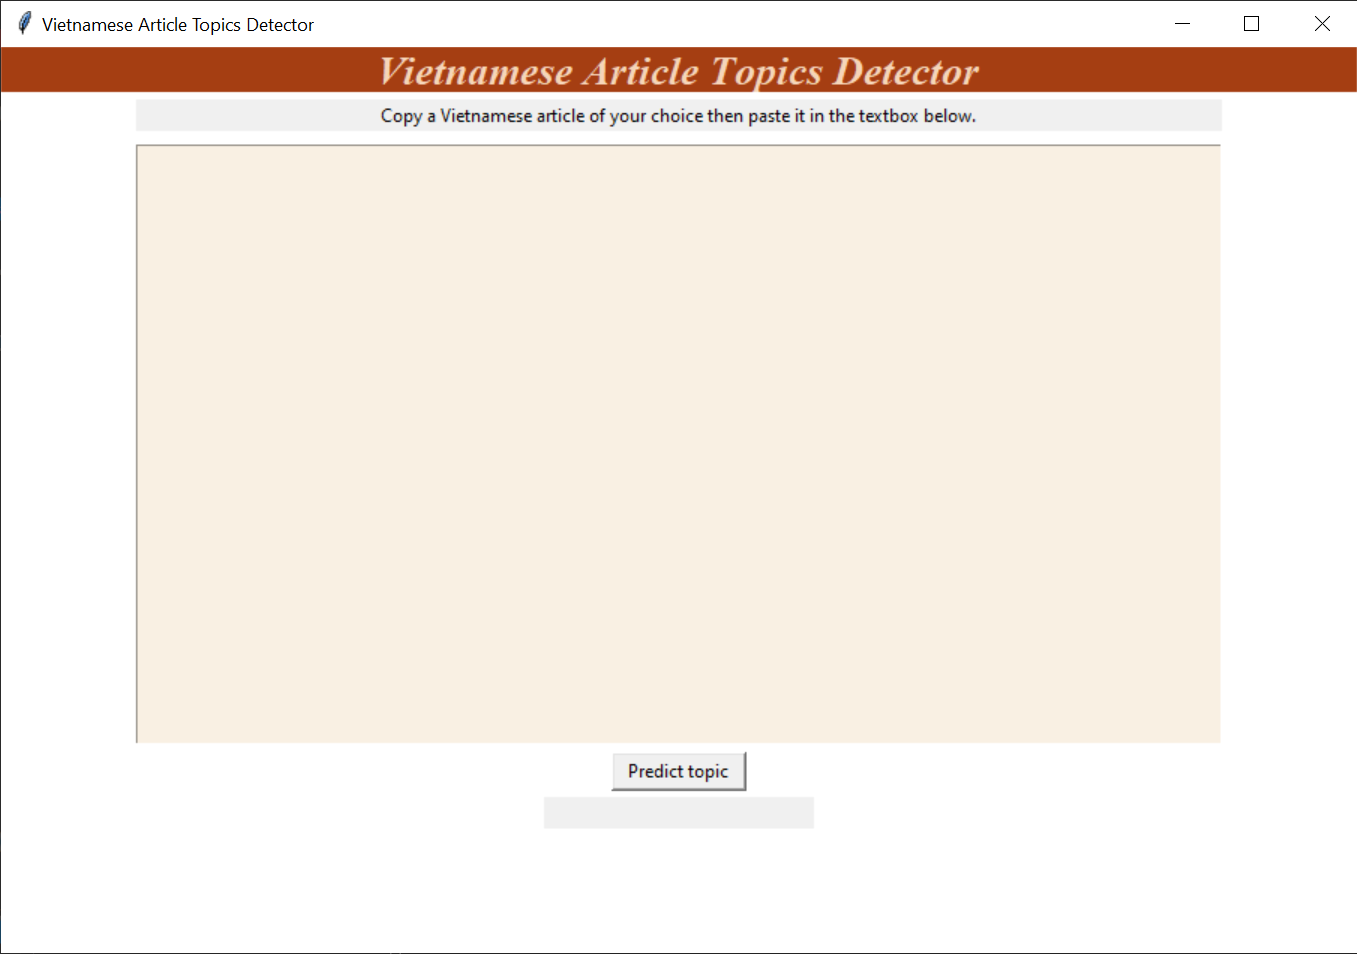 Vietnamese Article Topics Detector
Vietnamese Article Topics Detector
Copy a Vietnamese article of your choice then paste it in the textbox below.
Predict topic